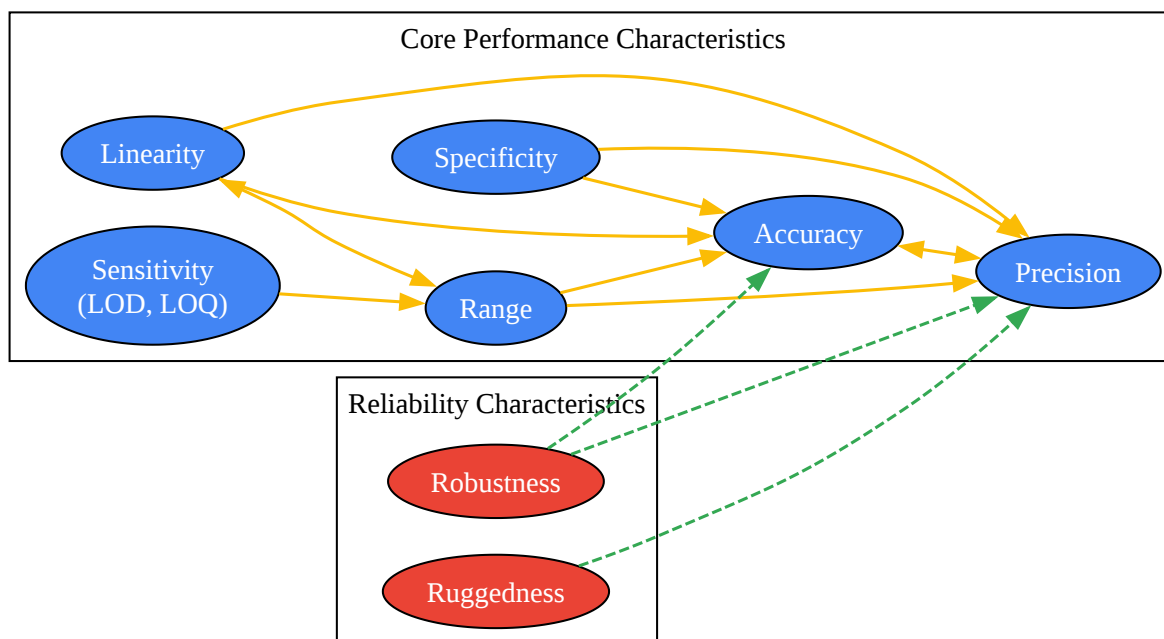 Core Performance Characteristics
Linearity
Specificity
Accuracy
Sensitivity
(LOD, LOQ)
Range
Precision
Reliability Characteristics
Robustness
Ruggedness